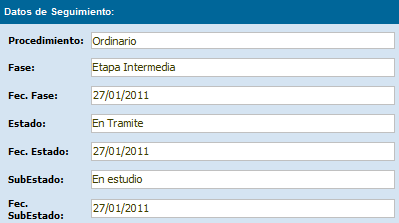 Datos de Seguimiento:
Procedimiento: Ordinario
Fase: Etapa Intermedia
Fec. Fase: 27/01/2011
Estado: En Tramite
Fec. Estado: 27/01/2011
SubEstado: En estudio
Fec. SubEstado: 27/01/2011